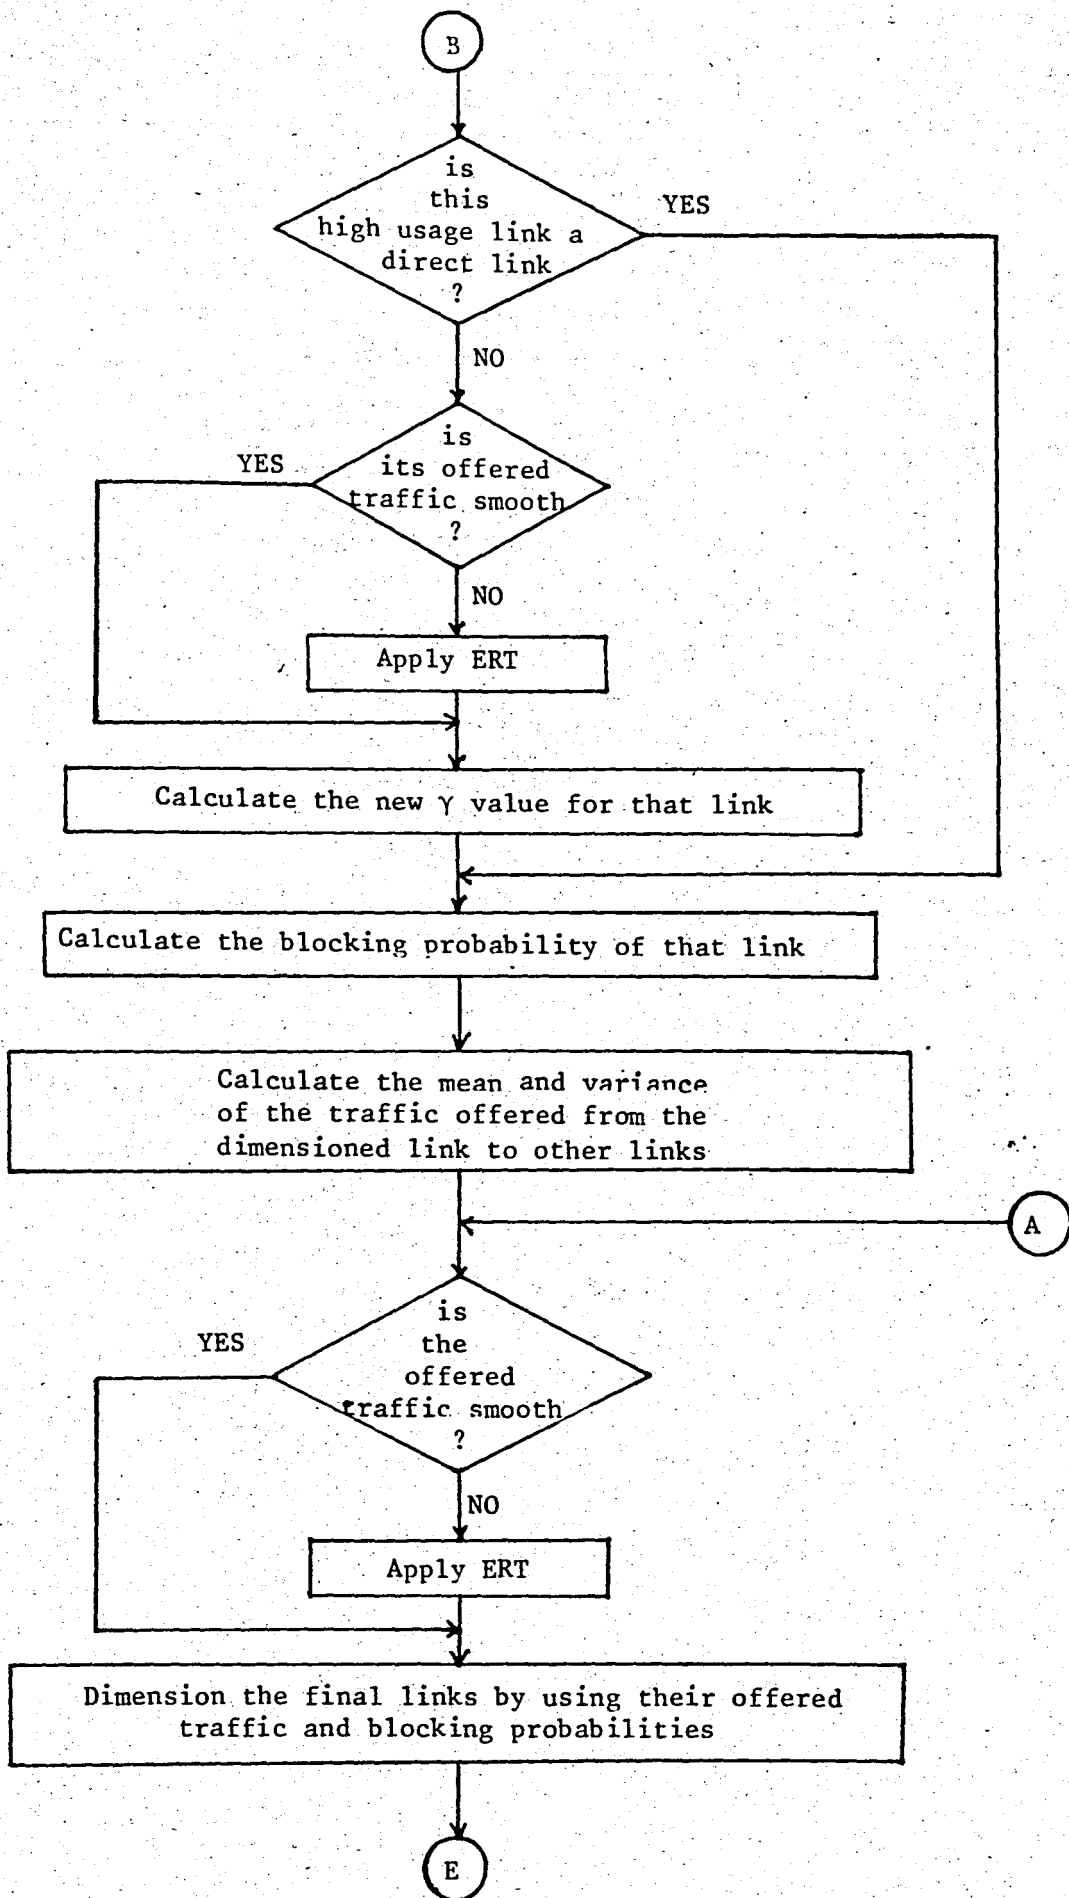 B
is
this
high usage link a
direct link
?
YES
NO
is
its offered
traffic smooth
?
YES
NO
Apply ERT
Calculate the new γ value for that link
Calculate the blocking probability of that link
Calculate the mean and variance
of the traffic offered from the
dimensioned link to other links
A
is
the
offered
traffic smooth
?
YES
NO
Apply ERT
Dimension the final links by using their offered
traffic and blocking probabilities
E